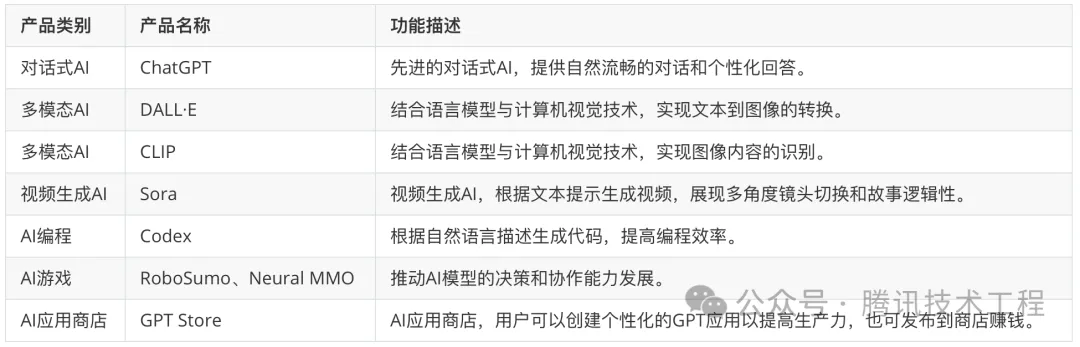 产品类别 产品名称 功能描述
对话式AI ChatGPT 先进的对话式AI，提供自然流畅的对话和个性化回答。
多模态AI DALL·E 结合语言模型与计算机视觉技术，实现文本到图像的转换。
多模态AI CLIP 结合语言模型与计算机视觉技术，实现图像内容的识别。
视频生成AI Sora 视频生成AI，根据文本提示生成视频，展现多角度镜头切换和故事逻辑性。
AI编程 Codex 根据自然语言描述生成代码，提高编程效率。
AI游戏 RoboSumo、Neural MMO 推动AI模型的决策和协作能力发展。
AI应用商店 GPT Store AI应用商店，用户可以创建个性化的GPT应用以提高生产力，也可发布到商店赚钱。
公众号·腾讯技术工程